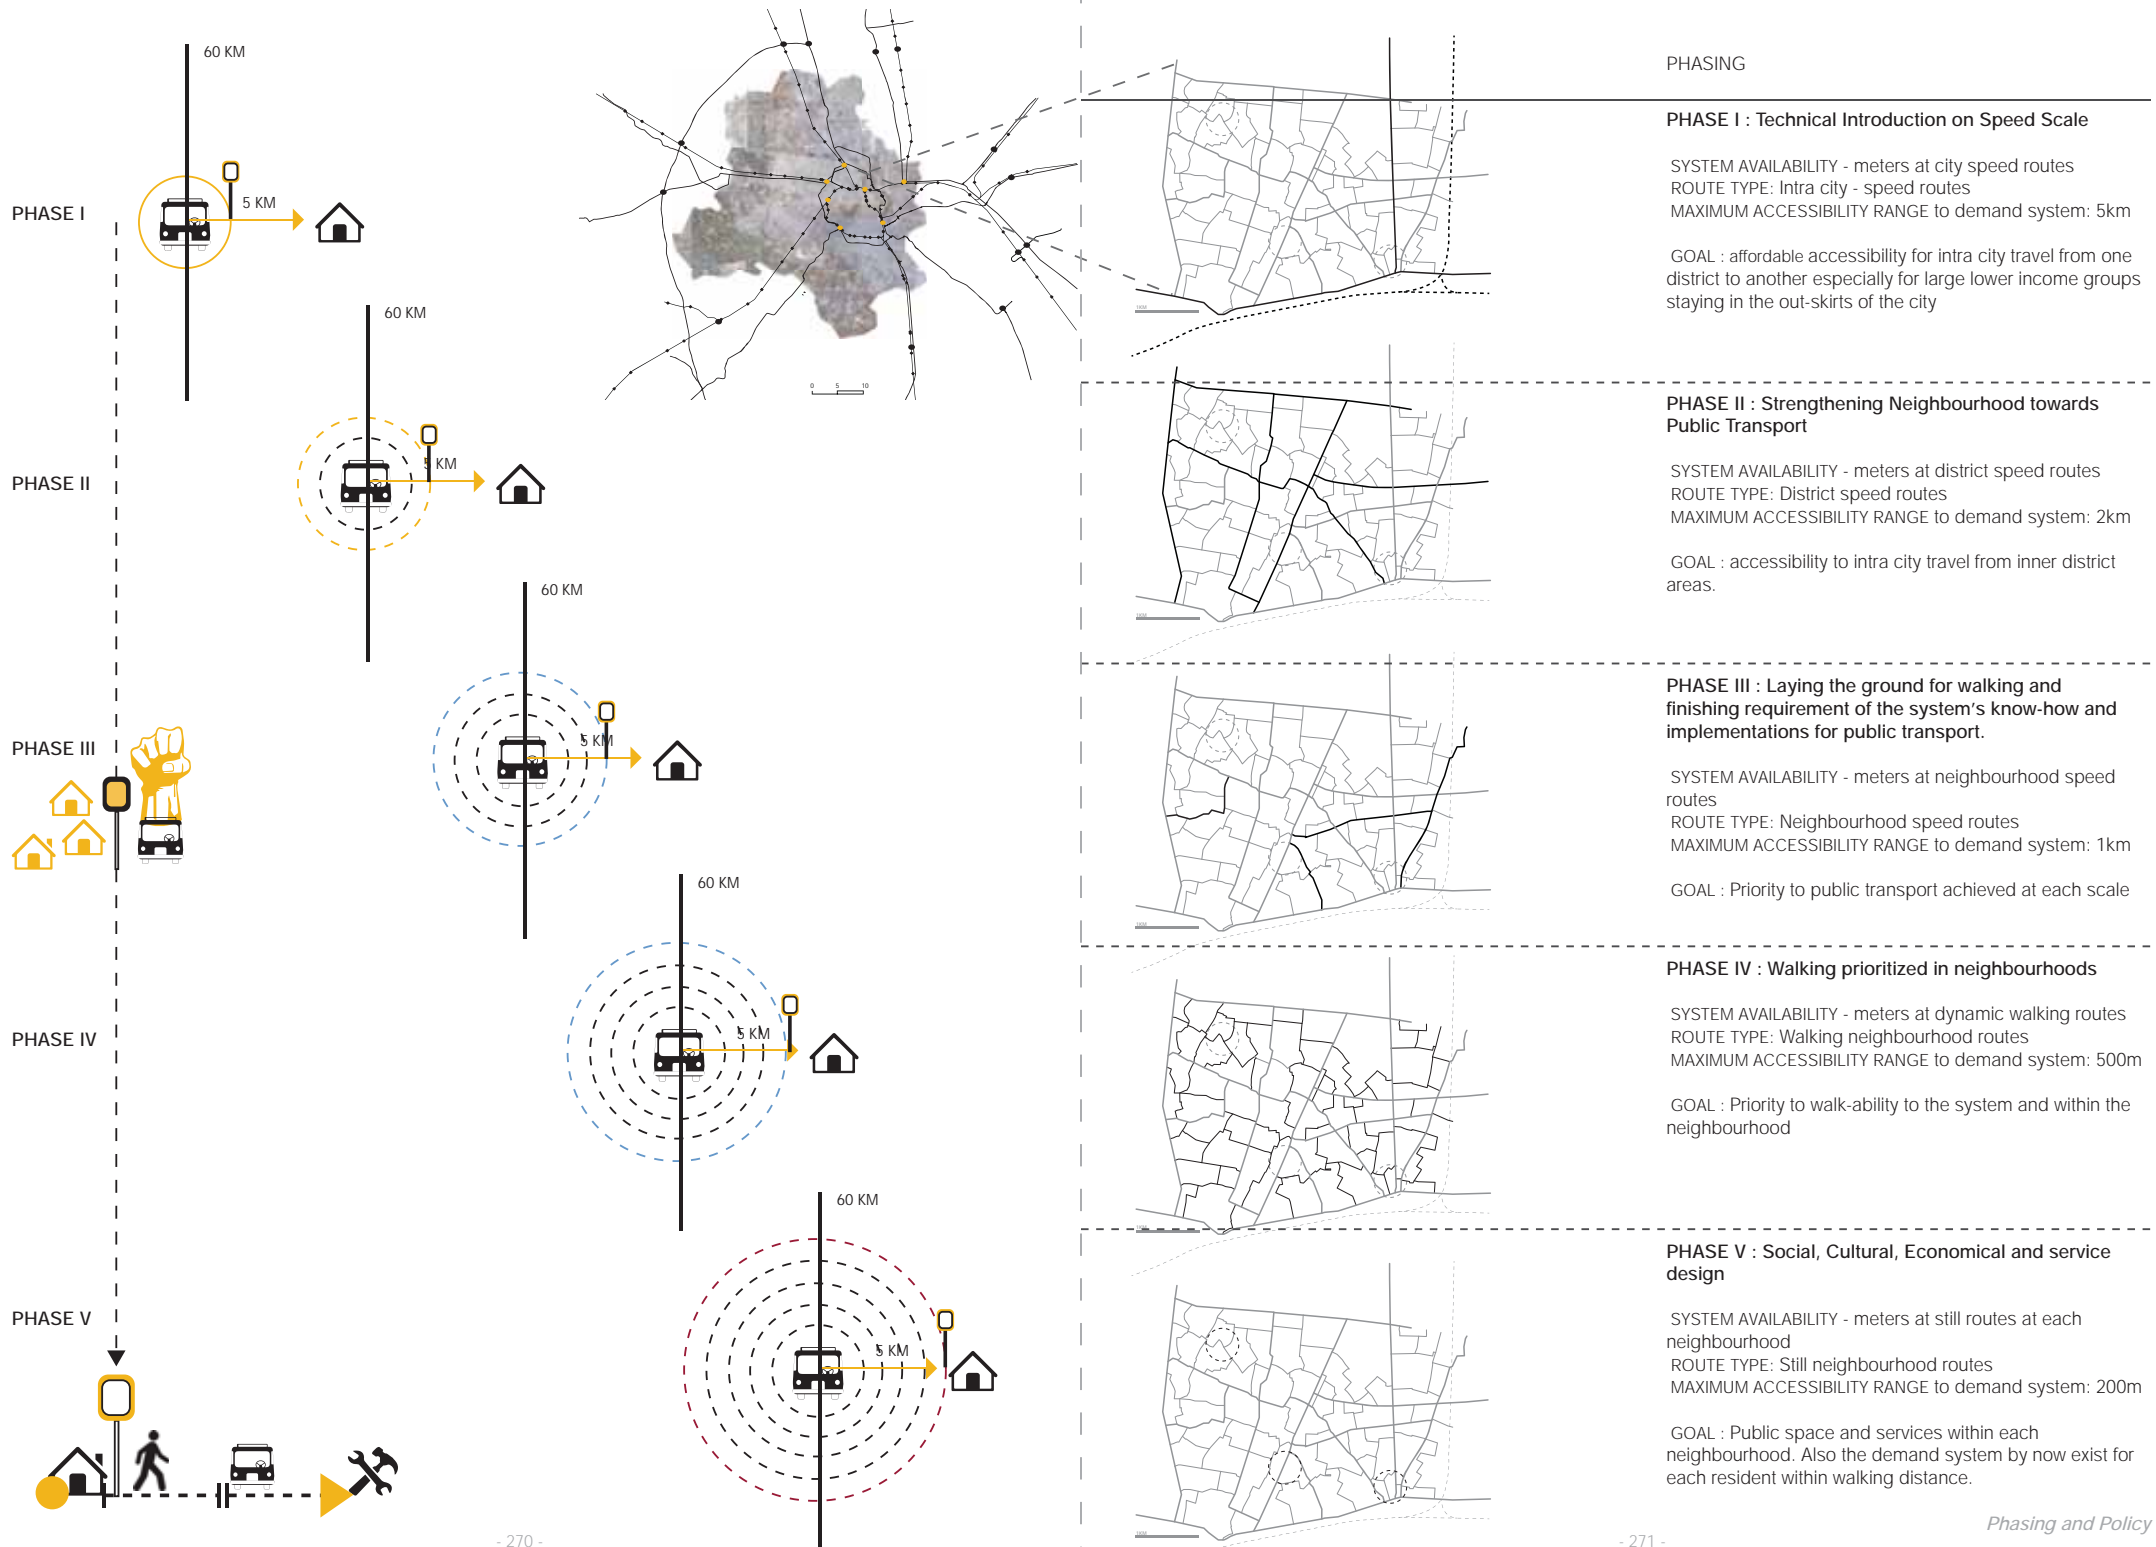 60 KM
5 KM
PHASE I
60 KM
5 KM
PHASE II
60 KM
5 KM
PHASE III
60 KM
5 KM
PHASE IV
60 KM
5 KM
PHASE V
0 5 10
- 270 -
PHASING
PHASE I : Technical Introduction on Speed Scale
SYSTEM AVAILABILITY - meters at city speed routes
ROUTE TYPE: Intra city - speed routes
MAXIMUM ACCESSIBILITY RANGE to demand system: 5km
GOAL : affordable accessibility for intra city travel from one
district to another especially for large lower income groups
staying in the out-skirts of the city
1KM
PHASE II : Strengthening Neighbourhood towards
Public Transport
SYSTEM AVAILABILITY - meters at district speed routes
ROUTE TYPE: District speed routes
MAXIMUM ACCESSIBILITY RANGE to demand system: 2km
GOAL : accessibility to intra city travel from inner district
areas.
1KM
PHASE III : Laying the ground for walking and
finishing requirement of the system's know-how and
implementations for public transport.
SYSTEM AVAILABILITY - meters at neighbourhood speed
routes
ROUTE TYPE: Neighbourhood speed routes
MAXIMUM ACCESSIBILITY RANGE to demand system: 1km
GOAL : Priority to public transport achieved at each scale
1KM
PHASE IV : Walking prioritized in neighbourhoods
SYSTEM AVAILABILITY - meters at dynamic walking routes
ROUTE TYPE: Walking neighbourhood routes
MAXIMUM ACCESSIBILITY RANGE to demand system: 500m
GOAL : Priority to walk-ability to the system and within the
neighbourhood
1KM
PHASE V : Social, Cultural, Economical and service
design
SYSTEM AVAILABILITY - meters at still routes at each
neighbourhood
ROUTE TYPE: Still neighbourhood routes
MAXIMUM ACCESSIBILITY RANGE to demand system: 200m
GOAL : Public space and services within each
neighbourhood. Also the demand system by now exist for
each resident within walking distance.
1KM
Phasing and Policy
- 271 -